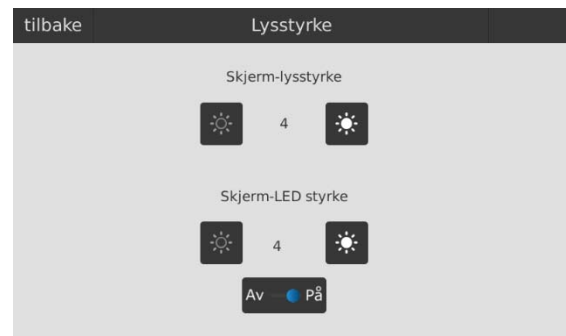 tilbake Lysstyrke
Skjerm-lysstyrke
4
Skjerm-LED styrke
4
Av På